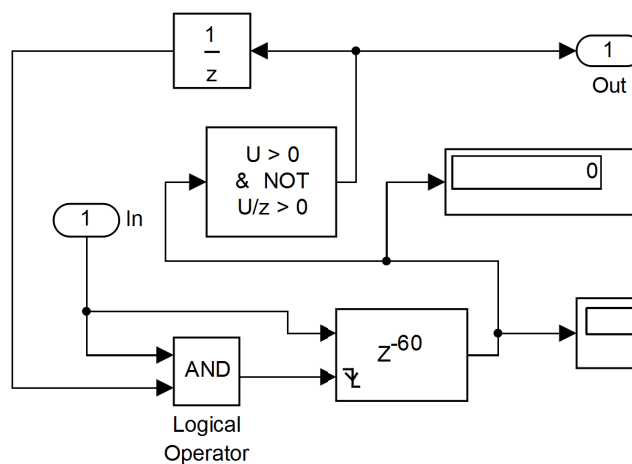 1
z
1
Out
U > 0
& NOT
U/z > 0
0
1
In
Z-60
AND
Logical
Operator